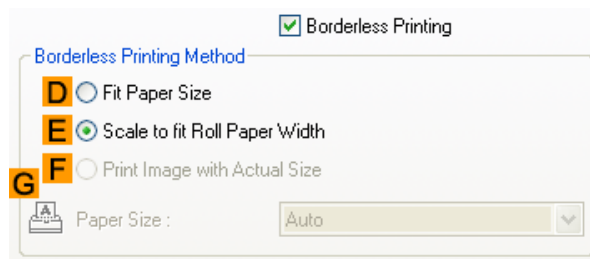 Borderless Printing
Borderless Printing Method
D Fit Paper Size
E Scale to fit Roll Paper Width
F Print Image with Actual Size
G
A Paper Size : Auto